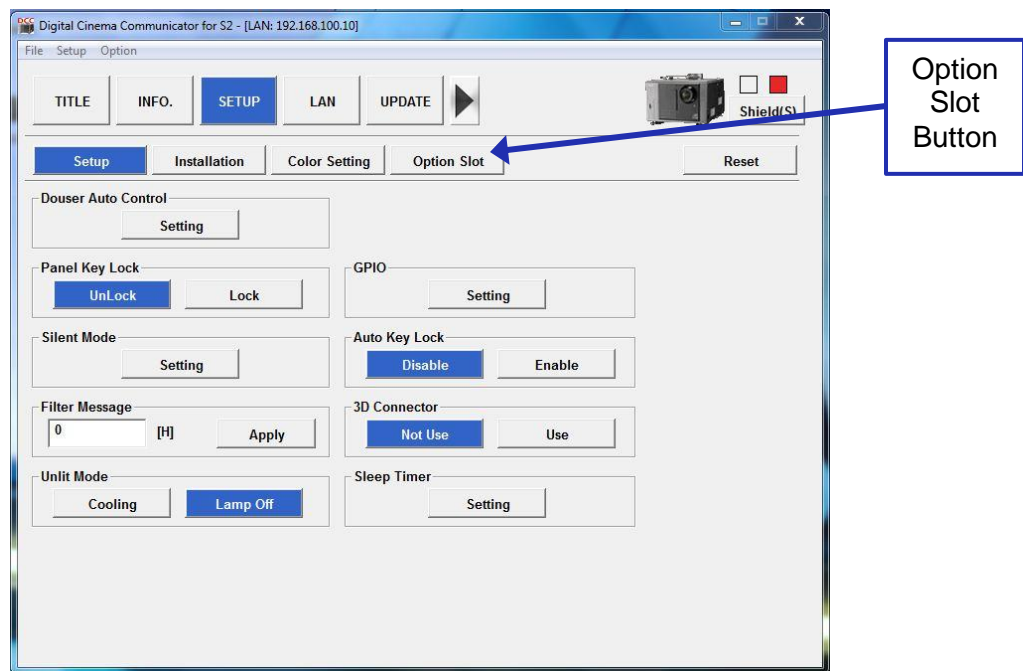 DCC Digital Cinema Communicator for S2 - [LAN: 192.168.100.10]
File Setup Option
TITLE INFO. SETUP LAN UPDATE
Shield(S)
Setup Installation Color Setting Option Slot Reset
Douser Auto Control
Setting
Panel Key Lock GPIO
UnLock Lock Setting
Silent Mode Auto Key Lock
Setting Disable Enable
Filter Message 3D Connector
0 [H] Apply Not Use Use
Unlit Mode Sleep Timer
Cooling Lamp Off Setting
Option
Slot
Button